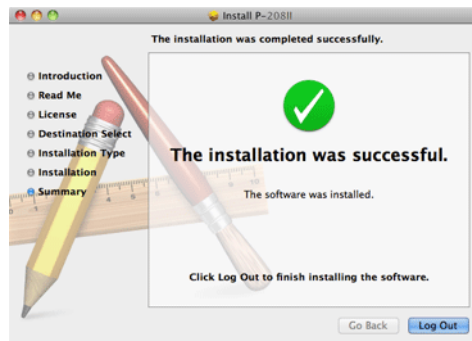 Install P-208II
The installation was completed successfully.
Introduction
Read Me
License
Destination Select
Installation Type
Installation
Summary
The installation was successful.
The software was installed.
Click Log Out to finish installing the software.
Go Back
Log Out